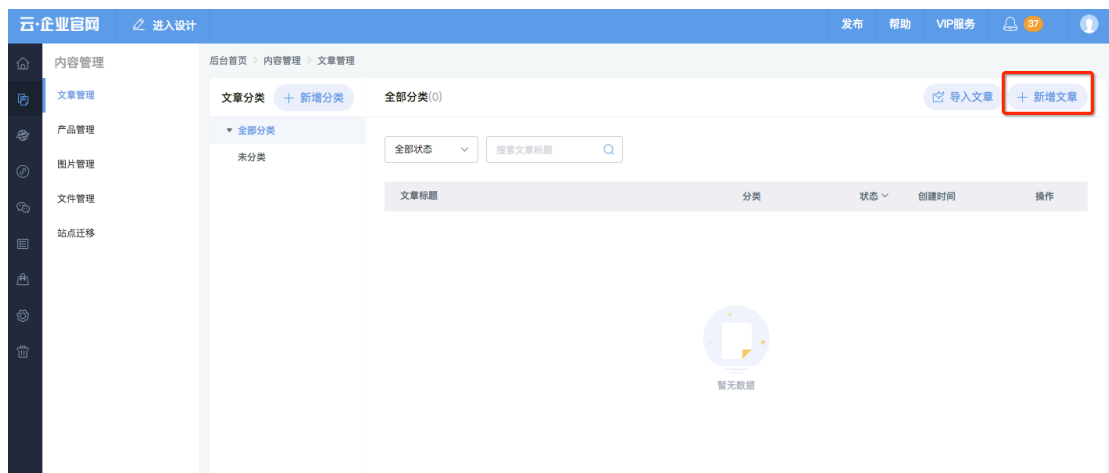 云·企业官网 进入设计 发布 帮助 VIP服务 37
内容管理
文章管理
产品管理
图片管理
文件管理
站点迁移
后台首页 > 内容管理 > 文章管理
文章分类 + 新增分类
全部分类
未分类
全部分类(0) 导入文章 + 新增文章
全部状态 搜索文章标题
文章标题 分类 状态 创建时间 操作
暂无数据